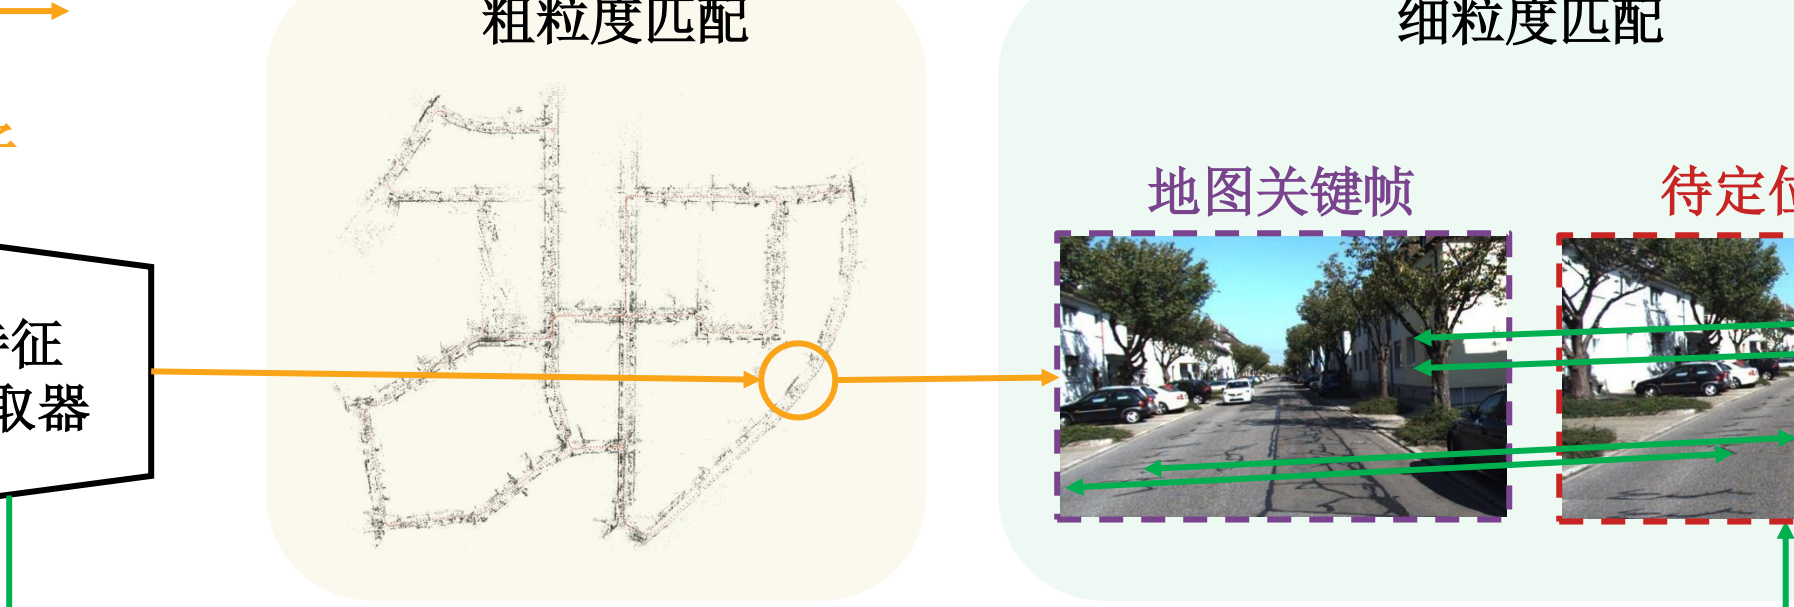 粗粒度匹配
细粒度匹配
地图关键帧
待定位
征
取器